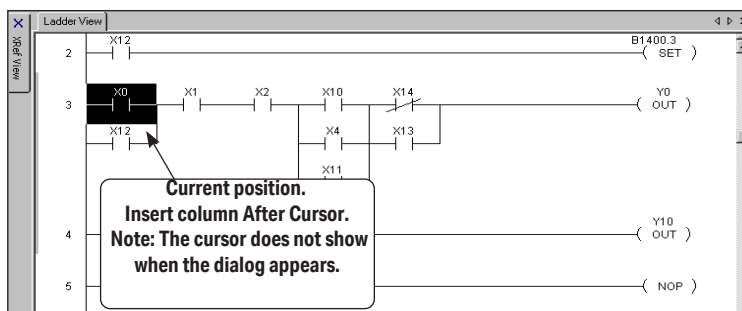 Ladder View
XRef View
X12
B1400.3
2
SET
X0 X1 X2 X10 X14 Y0
3
OUT
X12 X4 X13
X11
Current position.
Insert column After Cursor.
Note: The cursor does not show
when the dialog appears.
Y10
4
OUT
5
NOP